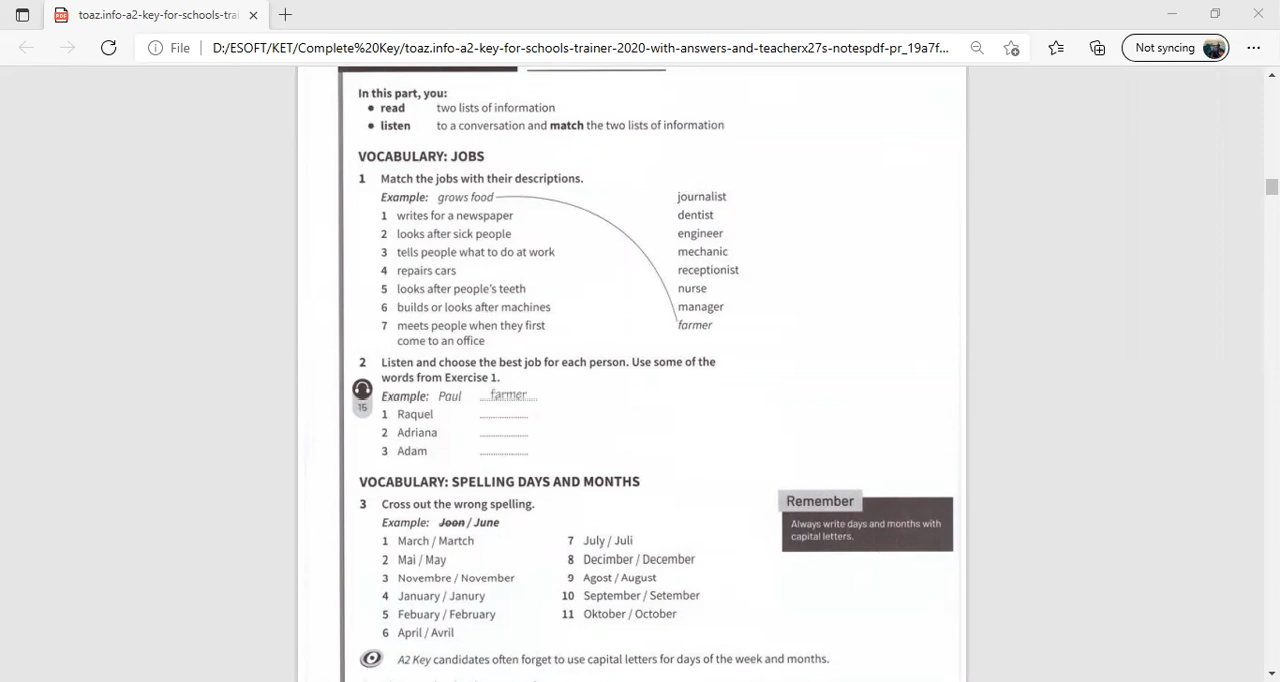 toaz.info-a2-key-for-schools-trai
File D:/ESOFT/KET/Complete%20Key/toaz.info-a2-key-for-schools-trainer-2020-with-answers-and-teacherx27s-notespdf-pr_19a7f... Not syncing
In this part, you:
• read two lists of information
• listen to a conversation and match the two lists of information
VOCABULARY: JOBS
1 Match the jobs with their descriptions.
Example: grows food journalist
1 writes for a newspaper dentist
2 looks after sick people engineer
3 tells people what to do at work mechanic
4 repairs cars receptionist
5 looks after people's teeth nurse
6 builds or looks after machines manager
7 meets people when they first farmer
come to an office
2 Listen and choose the best job for each person. Use some of the
words from Exercise 1.
15
Example: Paul farmer
1 Raquel
2 Adriana
3 Adam
VOCABULARY: SPELLING DAYS AND MONTHS
3 Cross out the wrong spelling.
Example: Joon / June
1 March / Martch 7 July / Juli
2 Mai / May 8 Decimber / December
3 Novembre / November 9 Agost / August
4 January / Janury 10 September / Setember
5 Febuary / February 11 Oktober / October
6 April / Avril
Remember
Always write days and months with
capital letters.
A2 Key candidates often forget to use capital letters for days of the week and months.